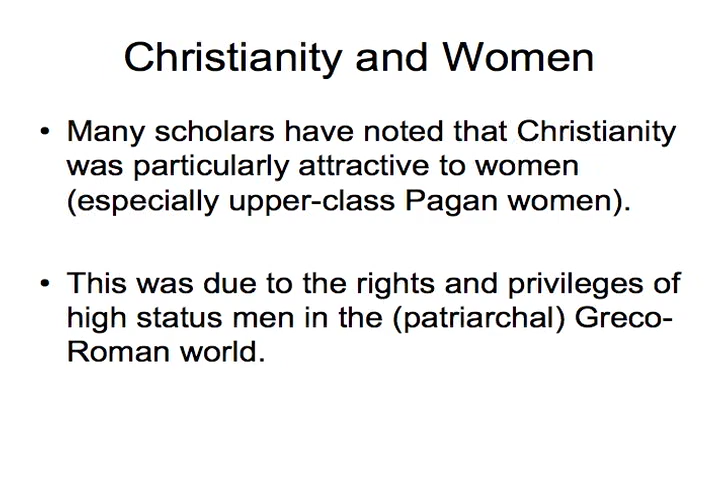 Christianity and Women
• Many scholars have noted that Christianity
was particularly attractive to women
(especially upper-class Pagan women).
• This was due to the rights and privileges of
high status men in the (patriarchal) Greco-
Roman world.